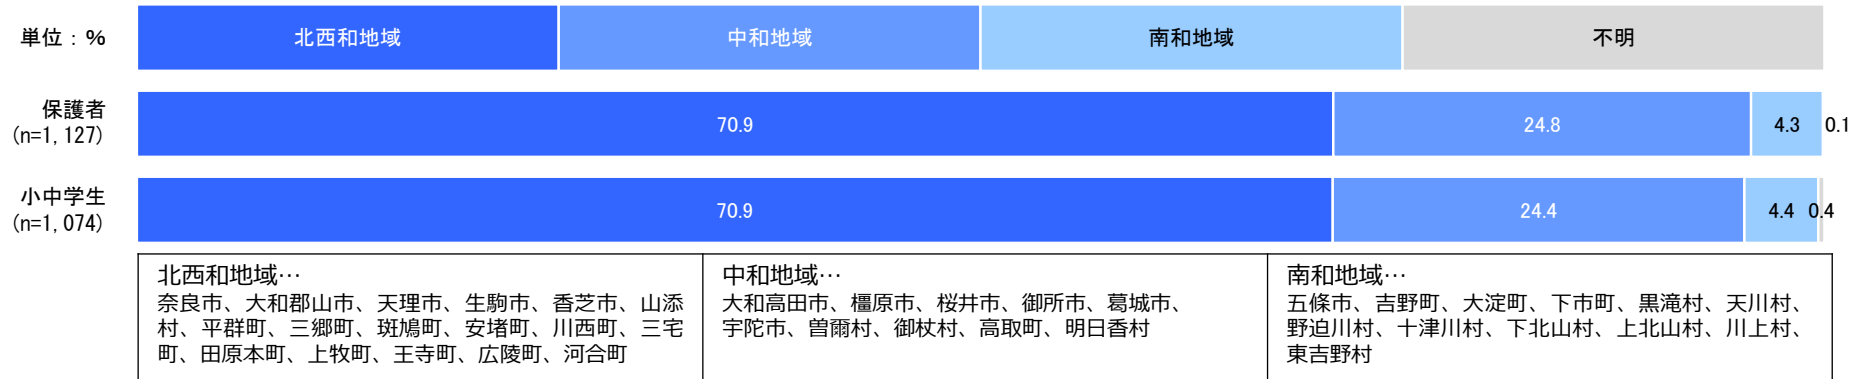 単位：％ 北西和地域 中和地域 南和地域 不明
保護者
(n=1,127)
70.9 24.8 4.3 0.1
小中学生
(n=1,074)
70.9 24.4 4.4 0.4
北西和地域…
奈良市、大和郡山市、天理市、生駒市、香芝市、山添
村、平群町、三郷町、斑鳩町、安堵町、川西町、三宅
町、田原本町、上牧町、王寺町、広陵町、河合町
中和地域…
大和高田市、橿原市、桜井市、御所市、葛城市、
宇陀市、曽爾村、御杖村、高取町、明日香村
南和地域…
五條市、吉野町、大淀町、下市町、黒滝村、天川村、
野迫川村、十津川村、下北山村、上北山村、川上村、
東吉野村